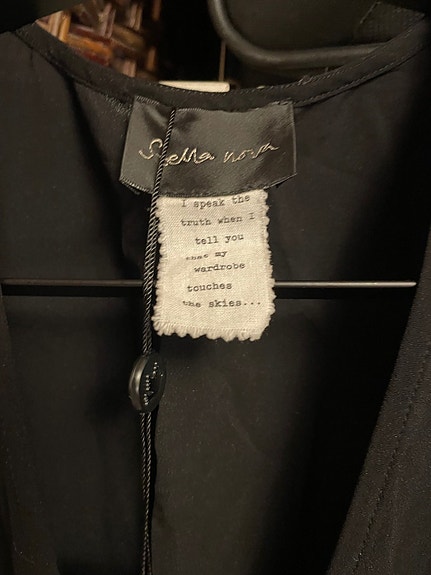 Stella nova
I speak the
truth when I
tell you
that my
wardrobe
touches
the skies...